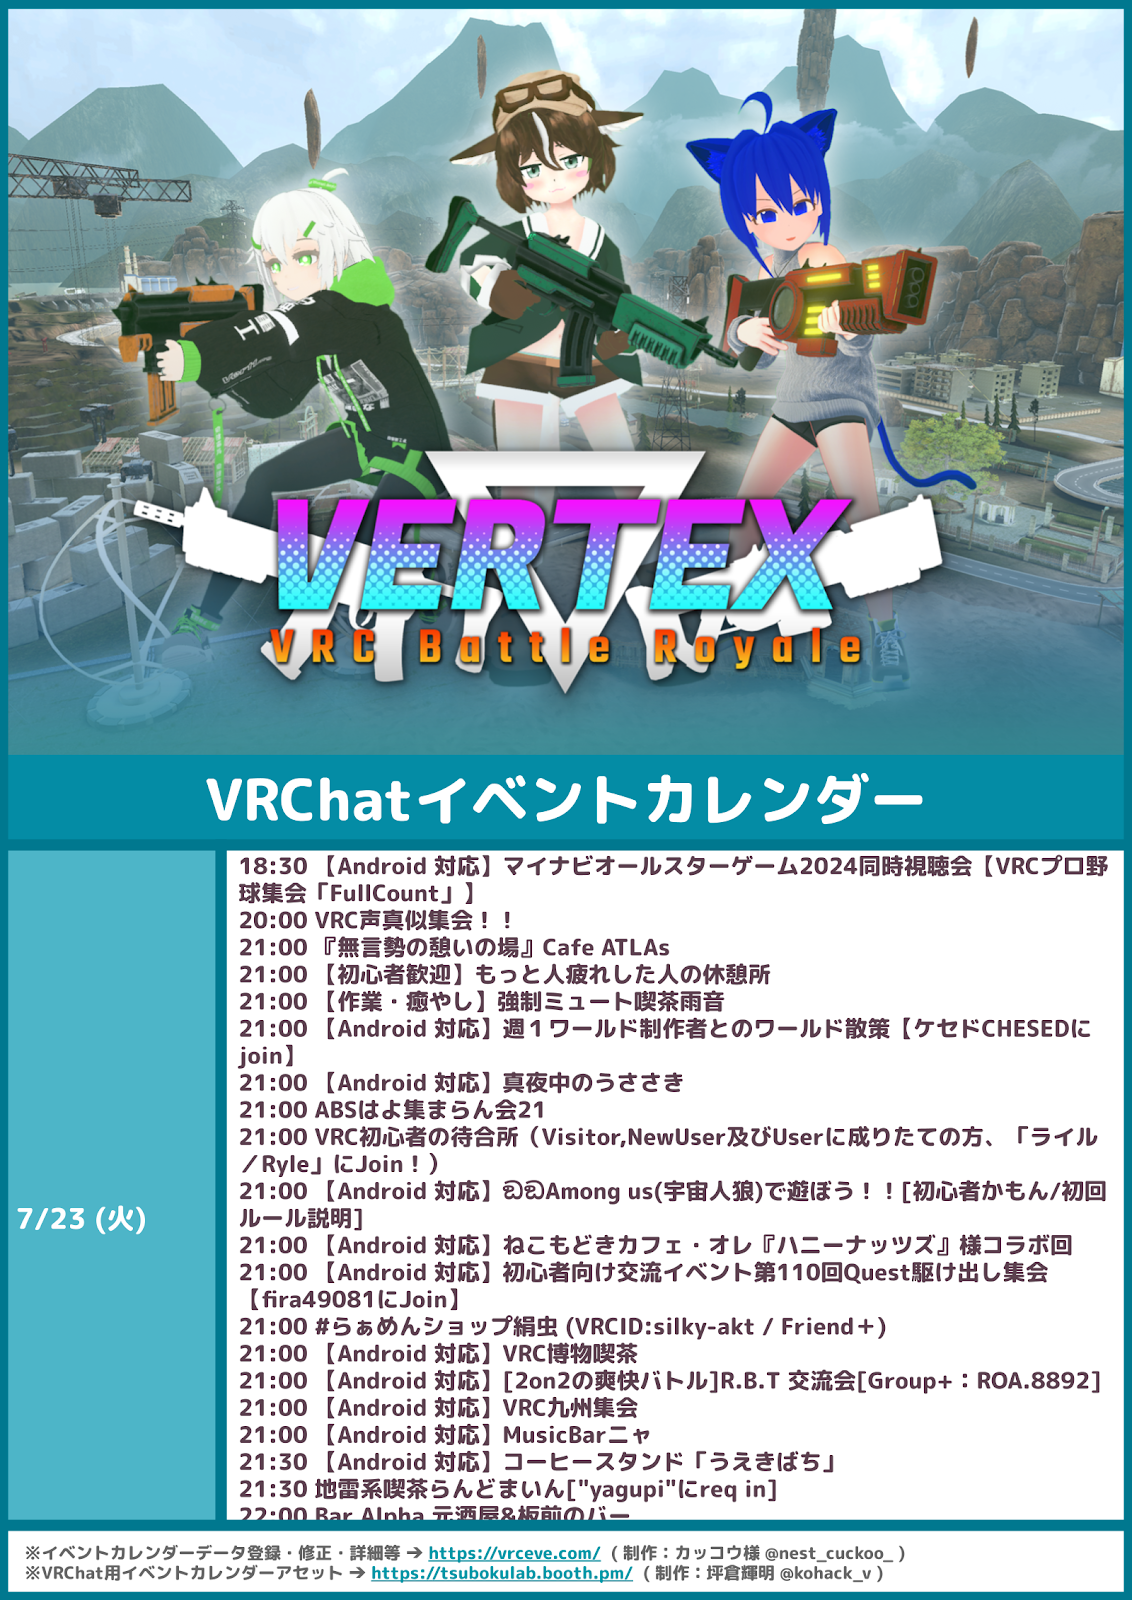 VERTEX
VRC Battle Royale
VRChatイベントカレンダー
7/23 (火)
18:30 【Android 対応】マイナビオールスターゲーム2024同時視聴会【VRCプロ野
球集会「FullCount」】
20:00 VRC声真似集会！！
21:00 『無言勢の憩いの場』Cafe ATLAs
21:00 【初心者歓迎】もっと人疲れした人の休憩所
21:00 【作業・癒やし】強制ミュート喫茶雨音
21:00 【Android 対応】週１ワールド制作者とのワールド散策【ケセドCHESEDに
join】
21:00 【Android 対応】真夜中のうささき
21:00 ABSはよ集まらん会21
21:00 VRC初心者の待合所（Visitor,NewUser及びUserに成りたての方、「ライル
／Ryle」にJoin！）
21:00 【Android 対応】ඞඞAmong us(宇宙人狼)で遊ぼう！！[初心者かもん/初回
ルール説明]
21:00 【Android 対応】ねこもどきカフェ・オレ『ハニーナッツズ』様コラボ回
21:00 【Android 対応】初心者向け交流イベント第110回Quest駆け出し集会
【fira49081にJoin】
21:00 #らぁめんショップ絹虫 (VRCID:silky-akt / Friend＋)
21:00 【Android 対応】VRC博物喫茶
21:00 【Android 対応】[2on2の爽快バトル]R.B.T 交流会[Group+：ROA.8892]
21:00 【Android 対応】VRC九州集会
21:00 【Android 対応】MusicBarニャ
21:30 【Android 対応】コーヒースタンド「うえきばち」
21:30 地雷系喫茶らんどまいん["yagupi"にreq in]
22:00 Bar Alpha 元酒屋&板前のバー
※イベントカレンダーデータ登録・修正・詳細等 → https://vrceve.com/ ( 制作：カッコウ様 @nest_cuckoo_ )
※VRChat用イベントカレンダーアセット → https://tsubokulab.booth.pm/ ( 制作：坪倉輝明 @kohack_v )